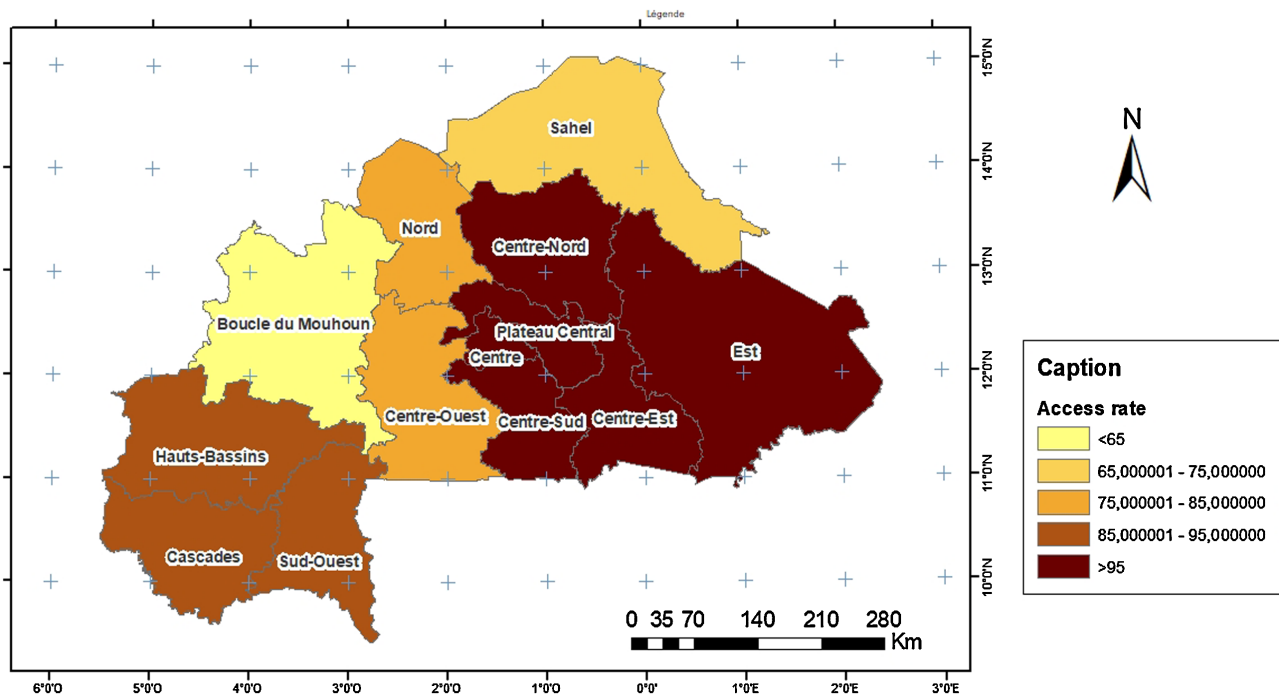 Légende
15°0'N
N
Sahel
14°0'N
Nord
Centre-Nord
13°0'N
Boucle du Mouhoun
Plateau Central
Est
Centre
12°0'N
Caption
Access rate
<65
65,000001 - 75,000000
75,000001 - 85,000000
85,000001 - 95,000000
>95
Centre-Ouest
Centre-Sud
Centre-Est
Hauts-Bassins
11°0'N
Cascades
Sud-Ouest
10°0'N
0 35 70 140 210 280
Km
6°0'O 5°0'O 4°0'O 3°0'O 2°0'O 1°0'O 0°0' 1°0'E 2°0'E 3°0'E